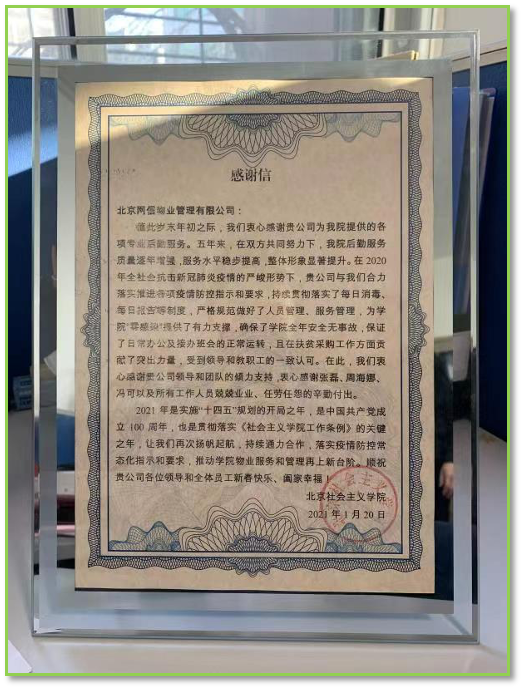 感谢信
北京网信物业管理有限公司：
值此岁末年初之际，我们衷心感谢贵公司为我院提供的各
项专业后勤服务。五年来，在双方共同努力下，我院后勤服务
质量逐年增强，服务水平稳步提高，整体形象显著提升。在 2020
年全社会抗击新冠肺炎疫情的严峻形势下，贵公司与我们合力
落实推进各项疫情防控指示和要求，持续贯彻落实了每日消毒、
每日报告等制度，严格规范做好了人员管理、服务管理，为学
院“零感染”提供了有力支撑，确保了学院全年安全无事故，保证
了日常办公及接办班会的正常运转，且在扶贫采购工作方面贡
献了突出力量，受到领导和教职工的一致认可。在此，我们衷
心感谢贵公司领导和团队的倾力支持，衷心感谢张磊、周海娜、
冯可以及所有工作人员兢兢业业、任劳任怨的辛勤付出。
2021 年是实施“十四五”规划的开局之年，是中国共产党成
立 100 周年，也是贯彻落实《社会主义学院工作条例》的关键
之年，让我们再次扬帆起航，持续通力合作，落实疫情防控常
态化指示和要求，推动学院物业服务和管理再上新台阶。顺祝
贵公司各位领导和全体员工新春快乐、阖家幸福！
北京社会主义学院
2021 年 1 月 20 日